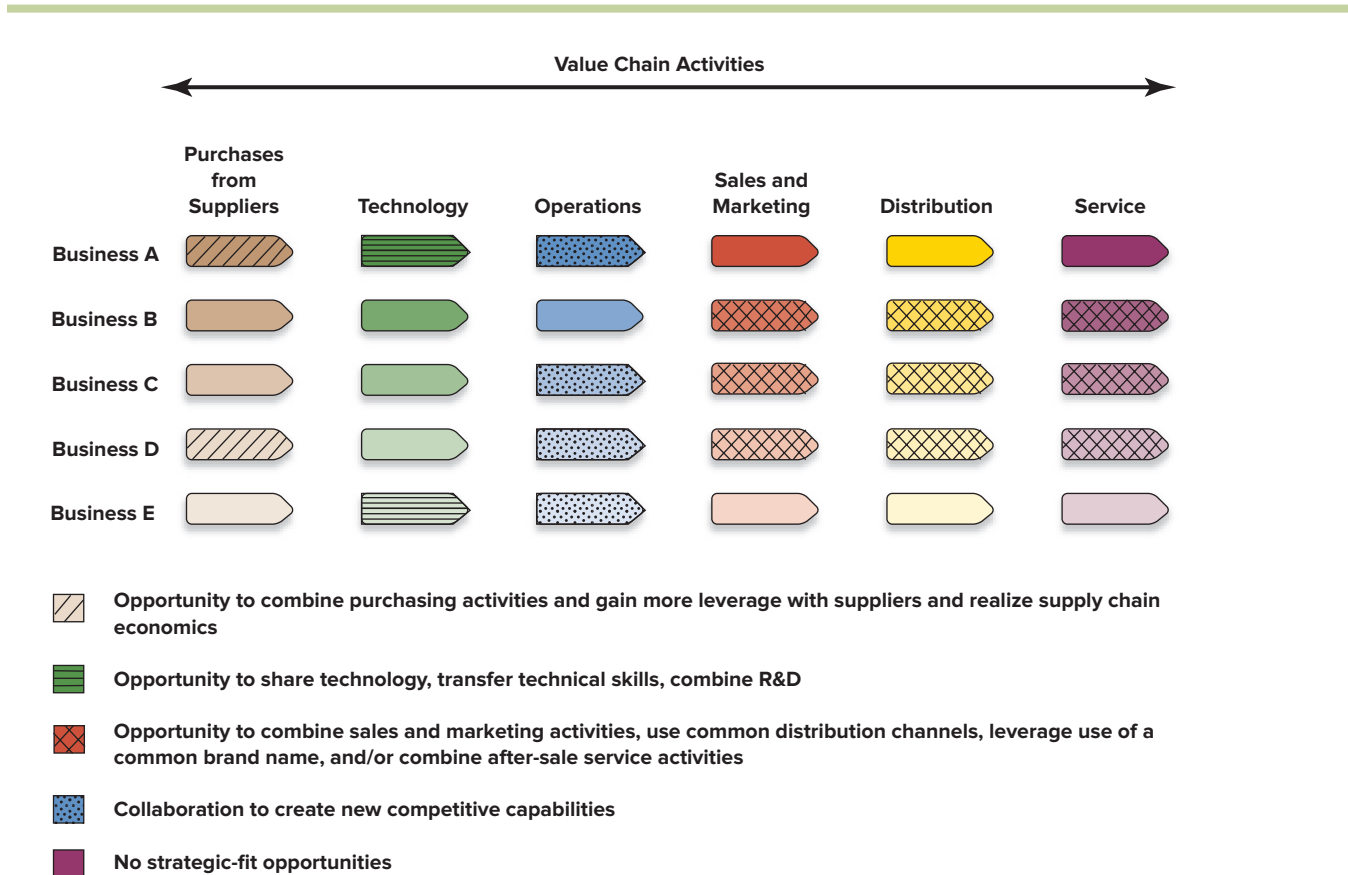 Value Chain Activities
Purchases
from
Suppliers
Technology
Operations
Sales and
Marketing
Distribution
Service
Business A
Business B
Business C
Business D
Business E
Opportunity to combine purchasing activities and gain more leverage with suppliers and realize supply chain
economics
Opportunity to share technology, transfer technical skills, combine R&D
Opportunity to combine sales and marketing activities, use common distribution channels, leverage use of a
common brand name, and/or combine after-sale service activities
Collaboration to create new competitive capabilities
No strategic-fit opportunities